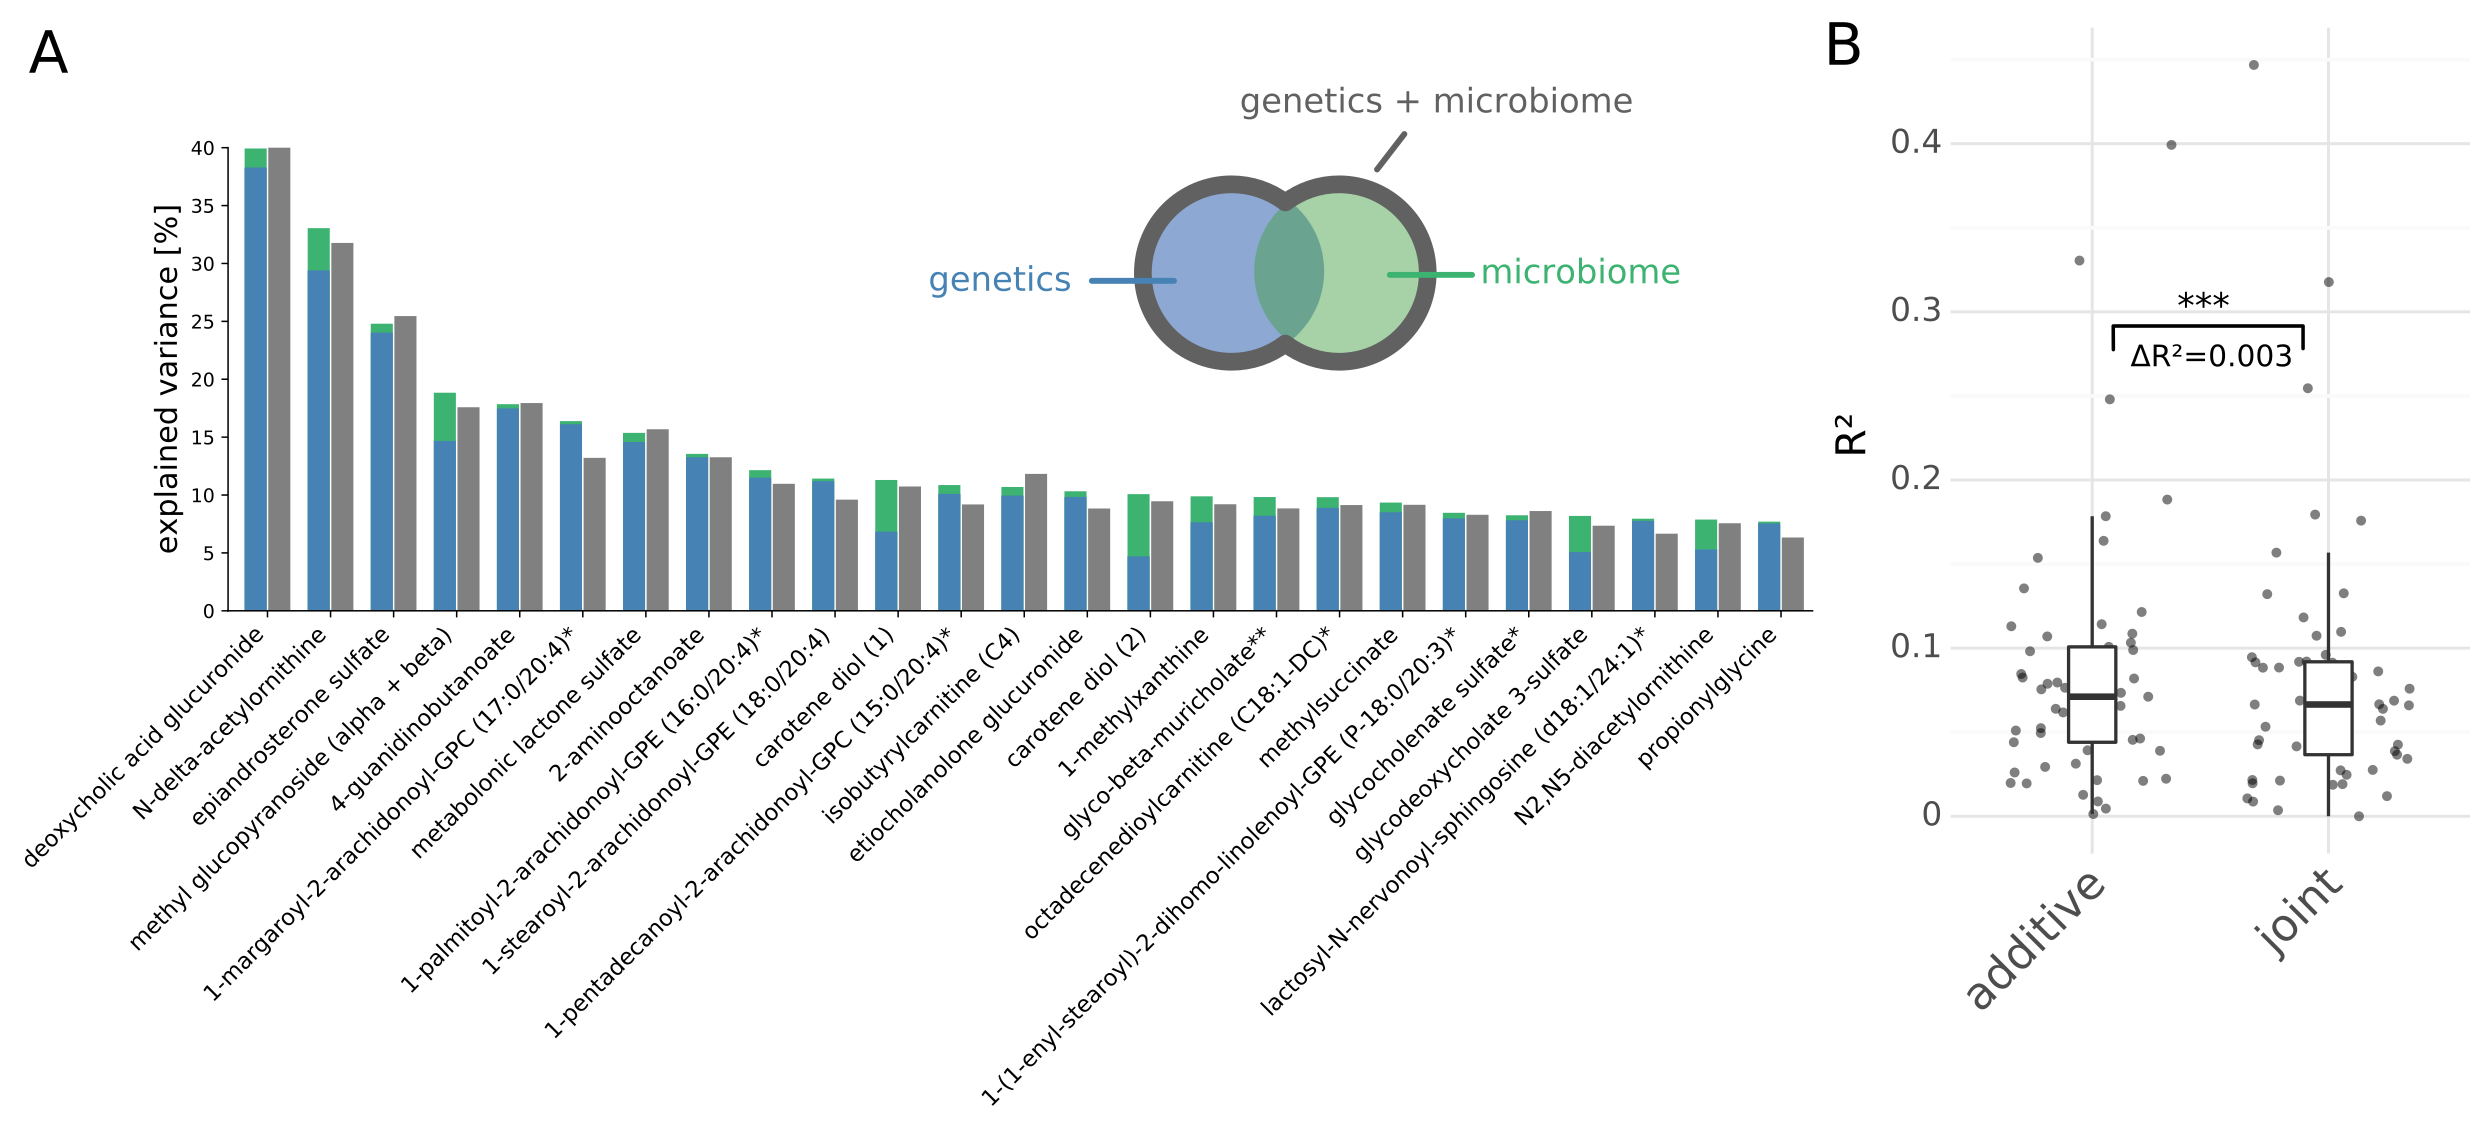 A
genetics + microbiome
genetics
microbiome
explained variance [%]
40
35
30
25
20
15
10
5
0
deoxycholic acid glucuronide
N-delta-acetylornithine
epiandrosterone sulfate
methyl glucopyranoside (alpha + beta)
4-guanidinobutanoate
1-margaroyl-2-arachidonoyl-GPC (17:0/20:4)*
metabolonic lactone sulfate
2-aminooctanoate
1-palmitoyl-2-arachidonoyl-GPE (16:0/20:4)*
1-stearoyl-2-arachidonoyl-GPE (18:0/20:4)
carotene diol (1)
1-pentadecanoyl-2-arachidonoyl-GPC (15:0/20:4)*
isobutyrylcarnitine (C4)
etiocholanolone glucuronide
carotene diol (2)
1-methylxanthine
glyco-beta-muricholate**
octadecenedioylcarnitine (C18:1-DC)*
methylsuccinate
1-(1-enyl-stearoyl)-2-dihomo-linolenoyl-GPE (P-18:0/20:3)*
glycocholenate sulfate*
glycodeoxycholate 3-sulfate
lactosyl-N-nervonoyl-sphingosine (d18:1/24:1)*
N2,N5-diacetylornithine
propionylglycine
B
R²
0.4
0.3
0.2
0.1
0
***
ΔR²=0.003
additive
joint